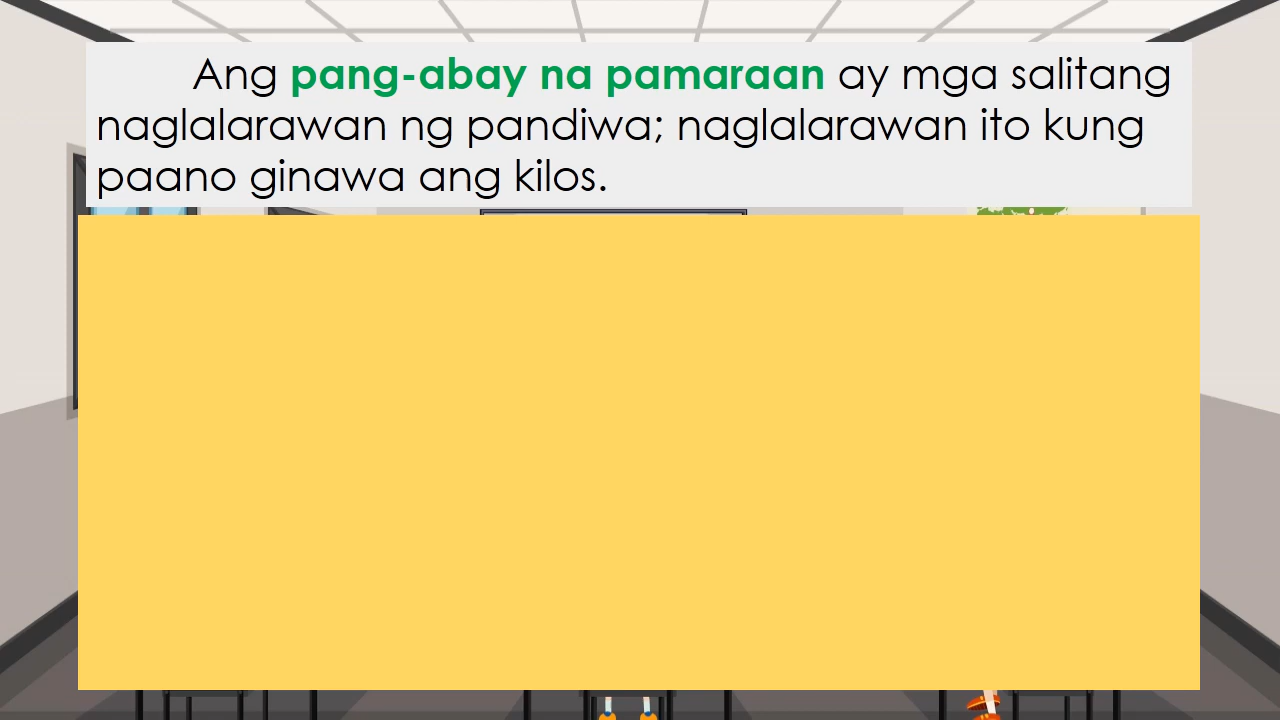 Ang pang-abay na pamaraan ay mga salitang
naglalarawan ng pandiwa; naglalarawan ito kung
paano ginawa ang kilos.